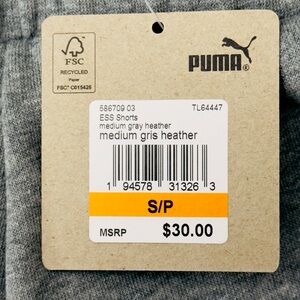 FSC
RECYCLED
Paper
FSC® C015425
PUMA®
586709 03 TL64447
ESS Shorts
medium gray heather
medium gris heather
1 94578 31326 3
S/P
MSRP $30.00